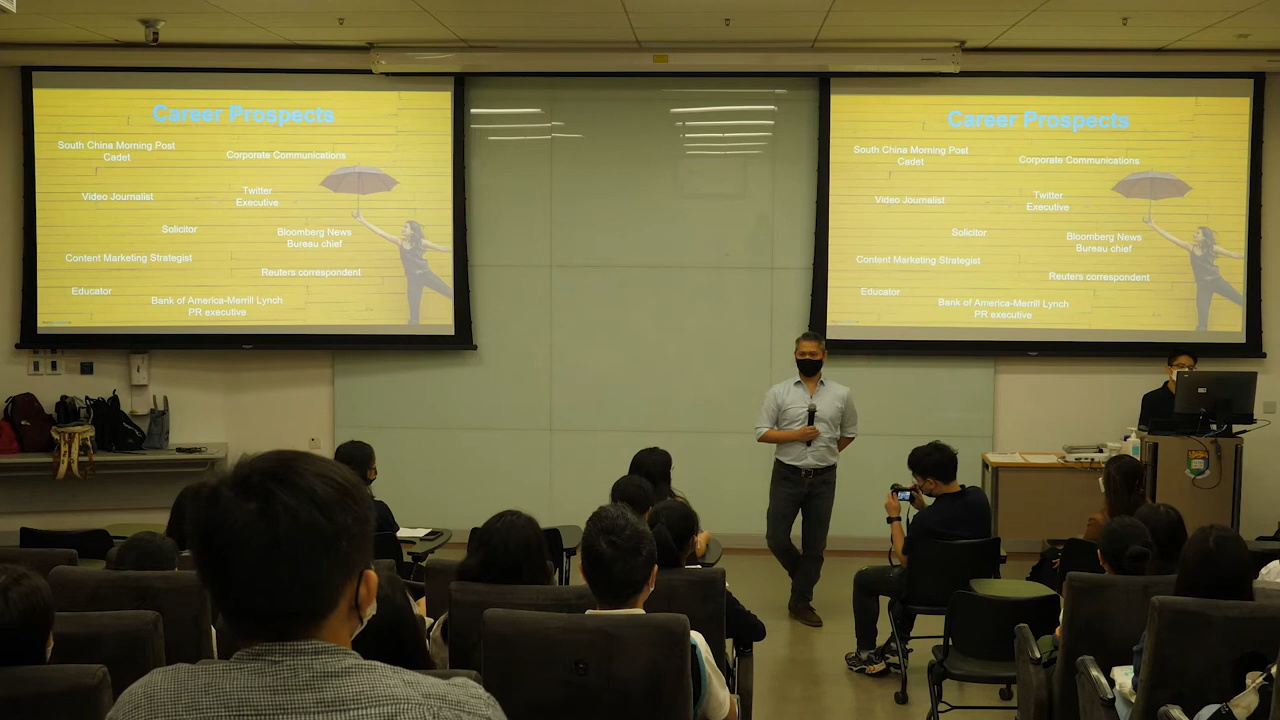 Career Prospects
South China Morning Post
Cadet
Corporate Communications
Video Journalist
Twitter
Executive
Solicitor
Bloomberg News
Bureau chief
Content Marketing Strategist
Reuters correspondent
Educator
Bank of America-Merrill Lynch
PR executive
Career Prospects
South China Morning Post
Cadet
Corporate Communications
Video Journalist
Twitter
Executive
Solicitor
Bloomberg News
Bureau chief
Content Marketing Strategist
Reuters correspondent
Educator
Bank of America-Merrill Lynch
PR executive